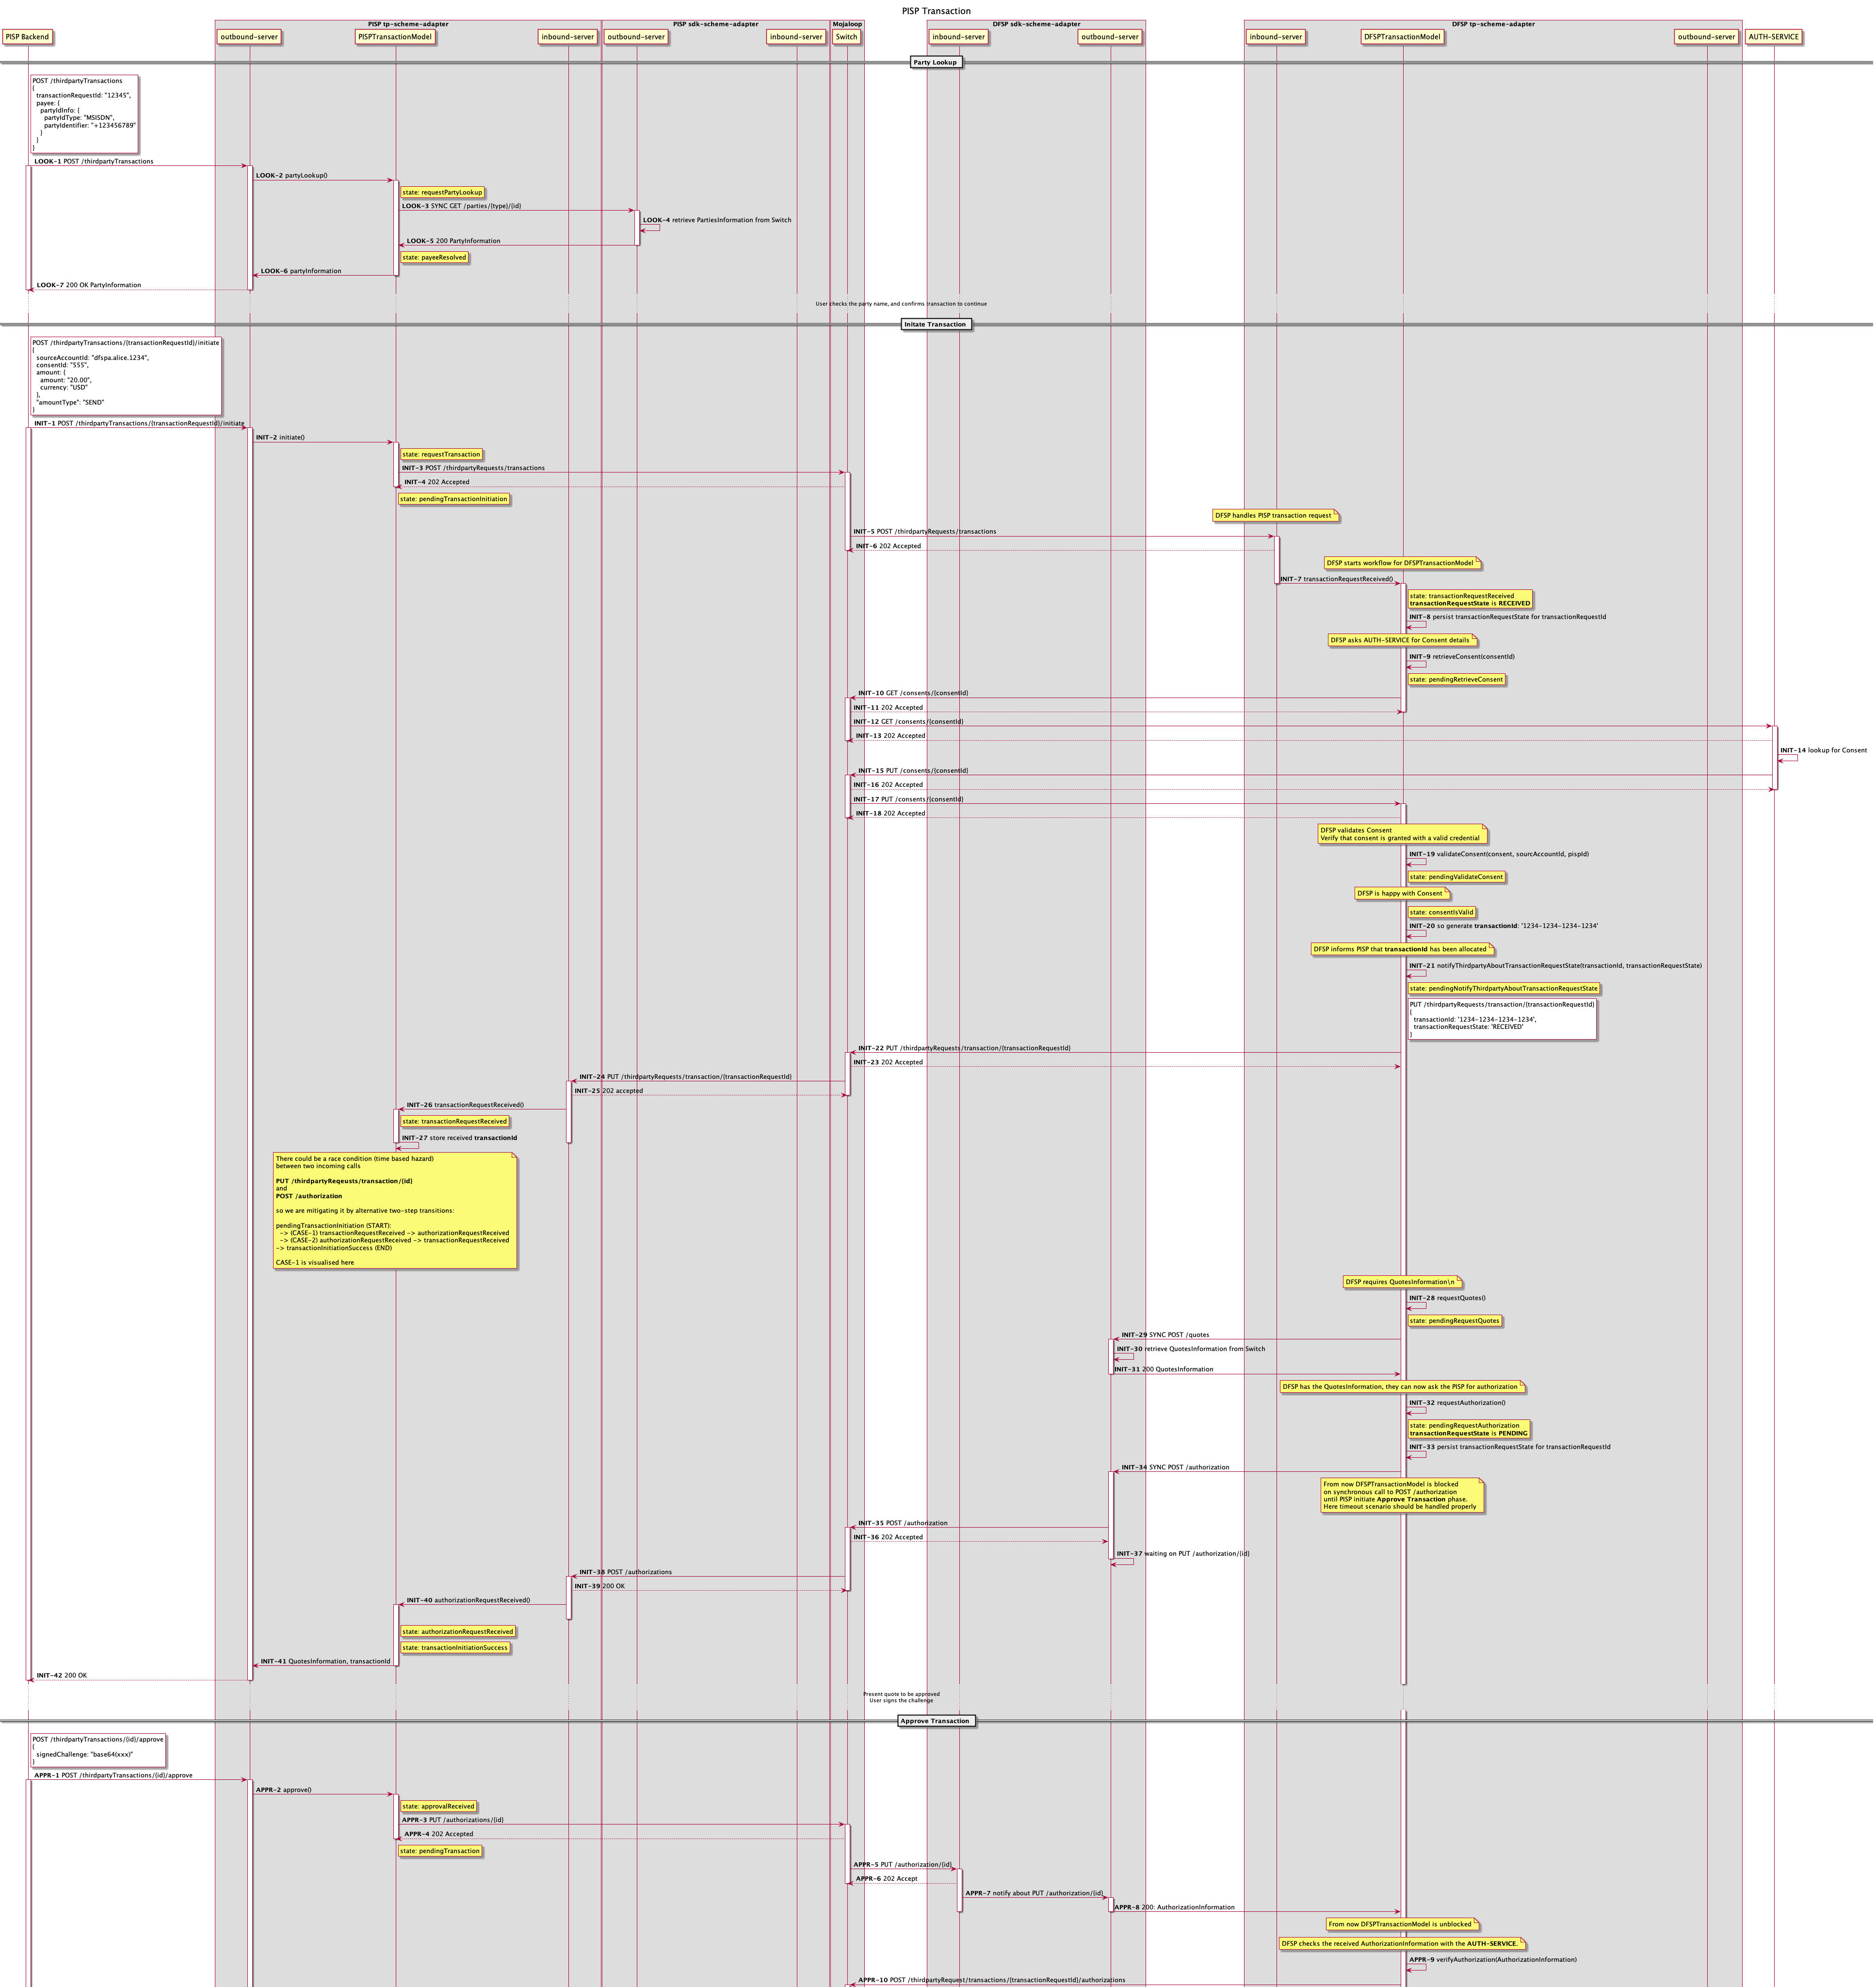 PISP Transaction
PISP tp-scheme-adapter
PISP sdk-scheme-adapter
Mojaloop
DFSP sdk-scheme-adapter
DFSP tp-scheme-adapter
PISP Backend
outbound-server
PISPTransactionModel
inbound-server
outbound-server
inbound-server
Switch
inbound-server
outbound-server
inbound-server
DFSPTransactionModel
outbound-server
AUTH-SERVICE
Party Lookup
POST /thirdpartyTransactions
{
transactionRequestId: "12345",
payee: {
partyIdInfo: {
partyIdType: "MSISDN",
partyIdentifier: "+123456789"
}
}
}
LOOK-1 POST /thirdpartyTransactions
LOOK-2 partyLookup()
state: requestPartyLookup
LOOK-3 SYNC GET /parties/{type}/{id}
LOOK-4 retrieve PartiesInformation from Switch
LOOK-5 200 PartyInformation
state: payeeResolved
LOOK-6 partyInformation
LOOK-7 200 OK PartyInformation
User checks the party name, and confirms transaction to continue
Initate Transaction
POST /thirdpartyTransactions/{transactionRequestId}/initiate
{
sourceAccountId: "dfspa.alice.1234",
consentId: "555",
amount: {
amount: "20.00",
currency: "USD"
},
"amountType": "SEND"
}
INIT-1 POST /thirdpartyTransactions/{transactionRequestId}/initiate
INIT-2 initiate()
state: requestTransaction
INIT-3 POST /thirdpartyRequests/transactions
INIT-4 202 Accepted
state: pendingTransactionInitiation
DFSP handles PISP transaction request
INIT-5 POST /thirdpartyRequests/transactions
INIT-6 202 Accepted
DFSP starts workflow for DFSPTransactionModel
INIT-7 transactionRequestReceived()
state: transactionRequestReceived
transactionRequestState is RECEIVED
INIT-8 persist transactionRequestState for transactionRequestId
DFSP asks AUTH-SERVICE for Consent details
INIT-9 retrieveConsent(consentId)
state: pendingRetrieveConsent
INIT-10 GET /consents/{consentId}
INIT-11 202 Accepted
INIT-12 GET /consents/{consentId}
INIT-13 202 Accepted
INIT-14 lookup for Consent
INIT-15 PUT /consents/{consentId}
INIT-16 202 Accepted
INIT-17 PUT /consents/{consentId}
INIT-18 202 Accepted
DFSP validates Consent
Verify that consent is granted with a valid credential
INIT-19 validateConsent(consent, sourcAccountId, pispId)
state: pendingValidateConsent
DFSP is happy with Consent
state: consentIsValid
INIT-20 so generate transactionId: '1234-1234-1234-1234'
DFSP informs PISP that transactionId has been allocated
INIT-21 notifyThirdpartyAboutTransactionRequestState(transactionId, transactionRequestState)
state: pendingNotifyThirdpartyAboutTransactionRequestState
PUT /thirdpartyRequests/transaction/{transactionRequestId}
{
transactionId: '1234-1234-1234-1234',
transactionRequestState: 'RECEIVED'
}
INIT-22 PUT /thirdpartyRequests/transaction/{transactionRequestId}
INIT-23 202 Accepted
INIT-24 PUT /thirdpartyRequests/transaction/{transactionRequestId}
INIT-25 202 accepted
INIT-26 transactionRequestReceived()
state: transactionRequestReceived
INIT-27 store received transactionId
There could be a race condition (time based hazard)
between two incoming calls
PUT /thirdpartyReqeusts/transaction/{id}
and
POST /authorization
so we are mitigating it by alternative two-step transitions:
pendingTransactionInitiation (START):
-> (CASE-1) transactionRequestReceived -> authorizationRequestReceived
-> (CASE-2) authorizationRequestReceived -> transactionRequestReceived
-> transactionInitiationSuccess (END)
CASE-1 is visualised here
DFSP requires QuotesInformation\n
INIT-28 requestQuotes()
state: pendingRequestQuotes
INIT-29 SYNC POST /quotes
INIT-30 retrieve QuotesInformation from Switch
INIT-31 200 QuotesInformation
DFSP has the QuotesInformation, they can now ask the PISP for authorization
INIT-32 requestAuthorization()
state: pendingRequestAuthorization
transactionRequestState is PENDING
INIT-33 persist transactionRequestState for transactionRequestId
INIT-34 SYNC POST /authorization
From now DFSPTransactionModel is blocked
on synchronous call to POST /authorization
until PISP initiate Approve Transaction phase.
Here timeout scenario should be handled properly
INIT-35 POST /authorization
INIT-36 202 Accepted
INIT-37 waiting on PUT /authorization/{id}
INIT-38 POST /authorizations
INIT-39 200 OK
INIT-40 authorizationRequestReceived()
state: authorizationRequestReceived
state: transactionInitiationSuccess
INIT-41 QuotesInformation, transactionId
INIT-42 200 OK
Present quote to be approved
User signs the challenge
Approve Transaction
POST /thirdpartyTransactions/{id}/approve
{
signedChallenge: "base64(xxx)"
}
APPR-1 POST /thirdpartyTransactions/{id}/approve
APPR-2 approve()
state: approvalReceived
APPR-3 PUT /authorizations/{id}
APPR-4 202 Accepted
state: pendingTransaction
APPR-5 PUT /authorization/{id}
APPR-6 202 Accept
APPR-7 notify about PUT /authorization/{id}
APPR-8 200: AuthorizationInformation
From now DFSPTransactionModel is unblocked
DFSP checks the received AuthorizationInformation with the AUTH-SERVICE.
APPR-9 verifyAuthorization(AuthorizationInformation)
APPR-10 POST /thirdpartyRequest/transactions/{transactionRequestId}/authorizations